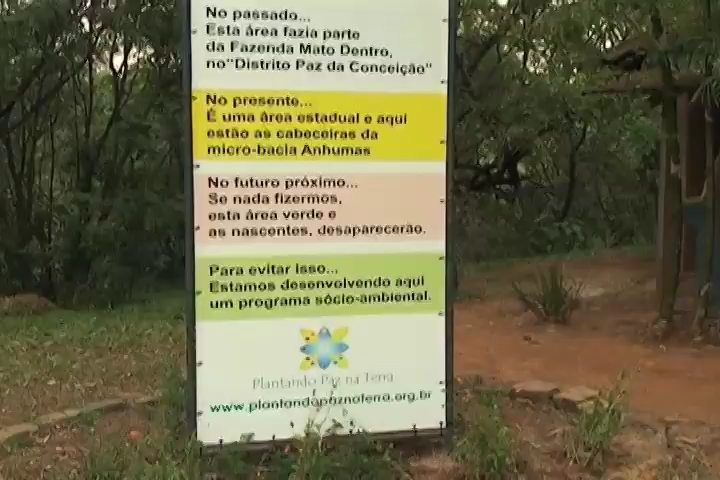 No passado...
Esta área fazia parte
da Fazenda Mato Dentro,
no"Distrito Paz da Conceição"
No presente...
É uma área estadual e aqui
estão as cabeceiras da
micro-bacia Anhumas
No futuro próximo...
Se nada fizermos,
esta área verde e
as nascentes, desaparecerão.
Para evitar isso...
Estamos desenvolvendo aqui
um programa sócio-ambiental.
Plantando Paz na Terra
www.plantandopaznaterra.org.br